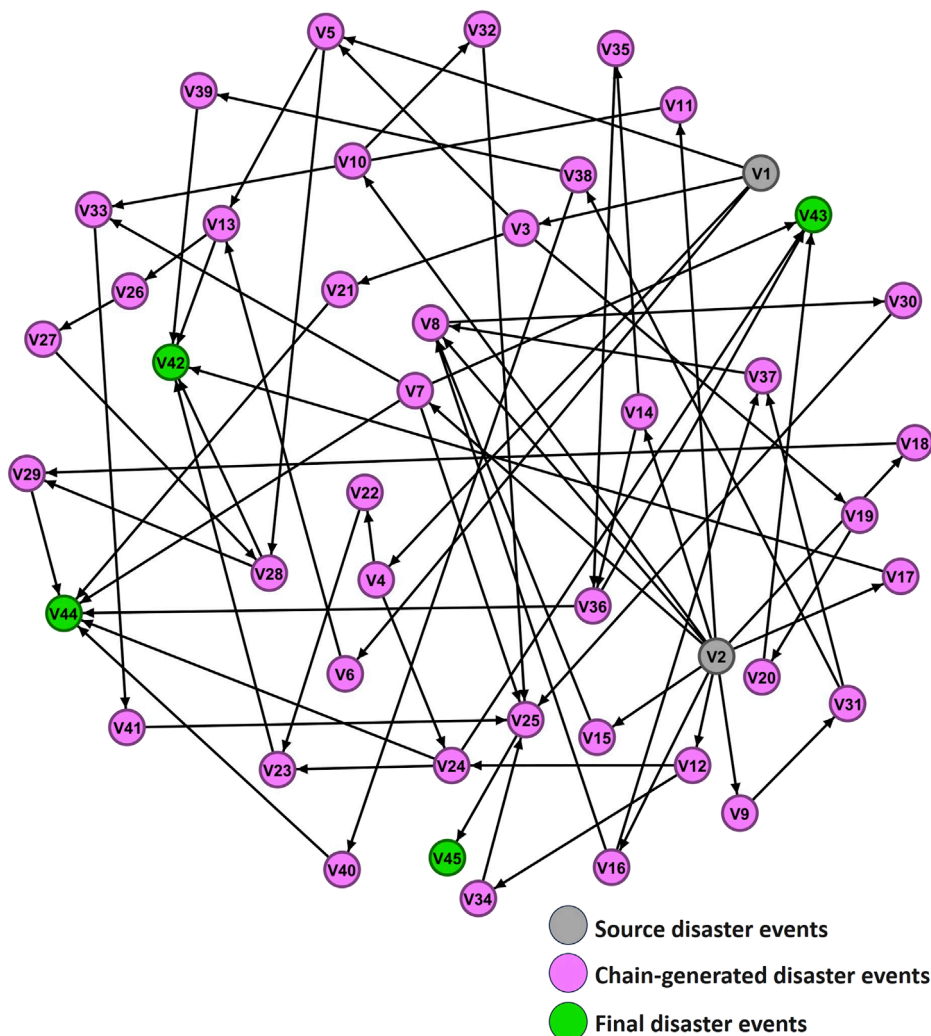 V5
V32
V35
V39
V11
V10
V38
V1
V33
V13
V3
V43
V26
V21
V8
V30
V27
V42
V7
V37
V14
V18
V29
V22
V19
V28
V4
V17
V36
V44
V6
V2
V20
V31
V41
V25
V15
V23
V24
V12
V9
V40
V45
V16
V34
Source disaster events
Chain-generated disaster events
Final disaster events